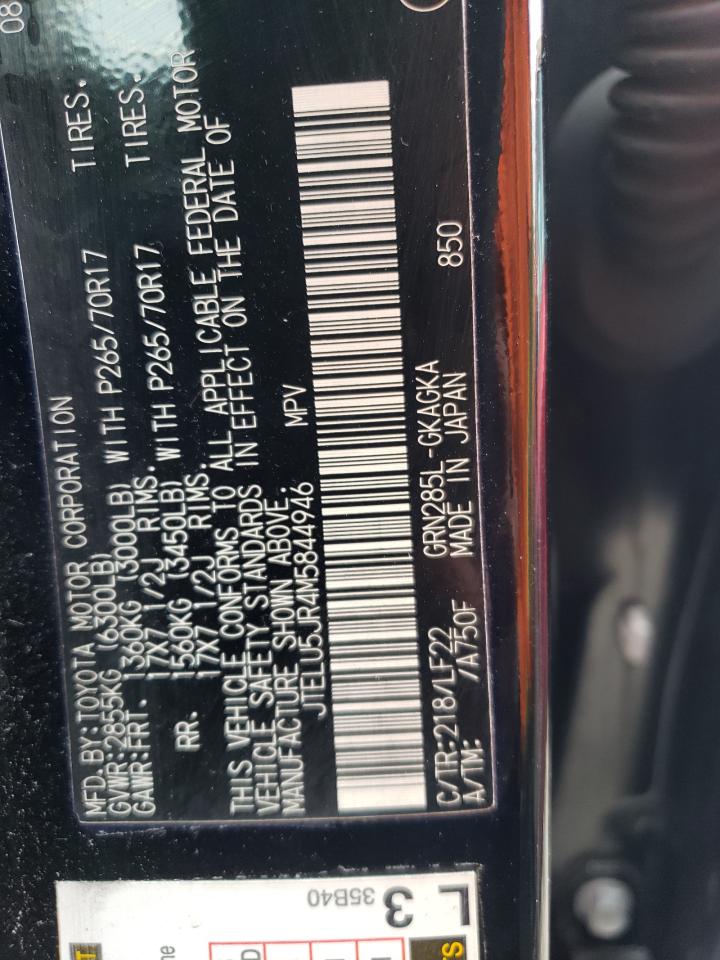 08
MFD. BY: TOYOTA MOTOR CORPORATION
GVWR: 2855KG (6300LB)
GAWR: FRT. 1360KG (3000LB) WITH P265/70R17 TIRES.
17X7 1/2J RIMS.
RR. 1560KG (3450LB) WITH P265/70R17 TIRES.
17X7 1/2J RIMS.
THIS VEHICLE CONFORMS TO ALL APPLICABLE FEDERAL MOTOR
VEHICLE SAFETY STANDARDS IN EFFECT ON THE DATE OF
MANUFACTURE SHOWN ABOVE.
JTELU5JR4M5844946 MPV
C/TR: 218/LF22 GRN285L-GKAGKA 850
A/TM: /A750F MADE IN JAPAN
L 3
35B40